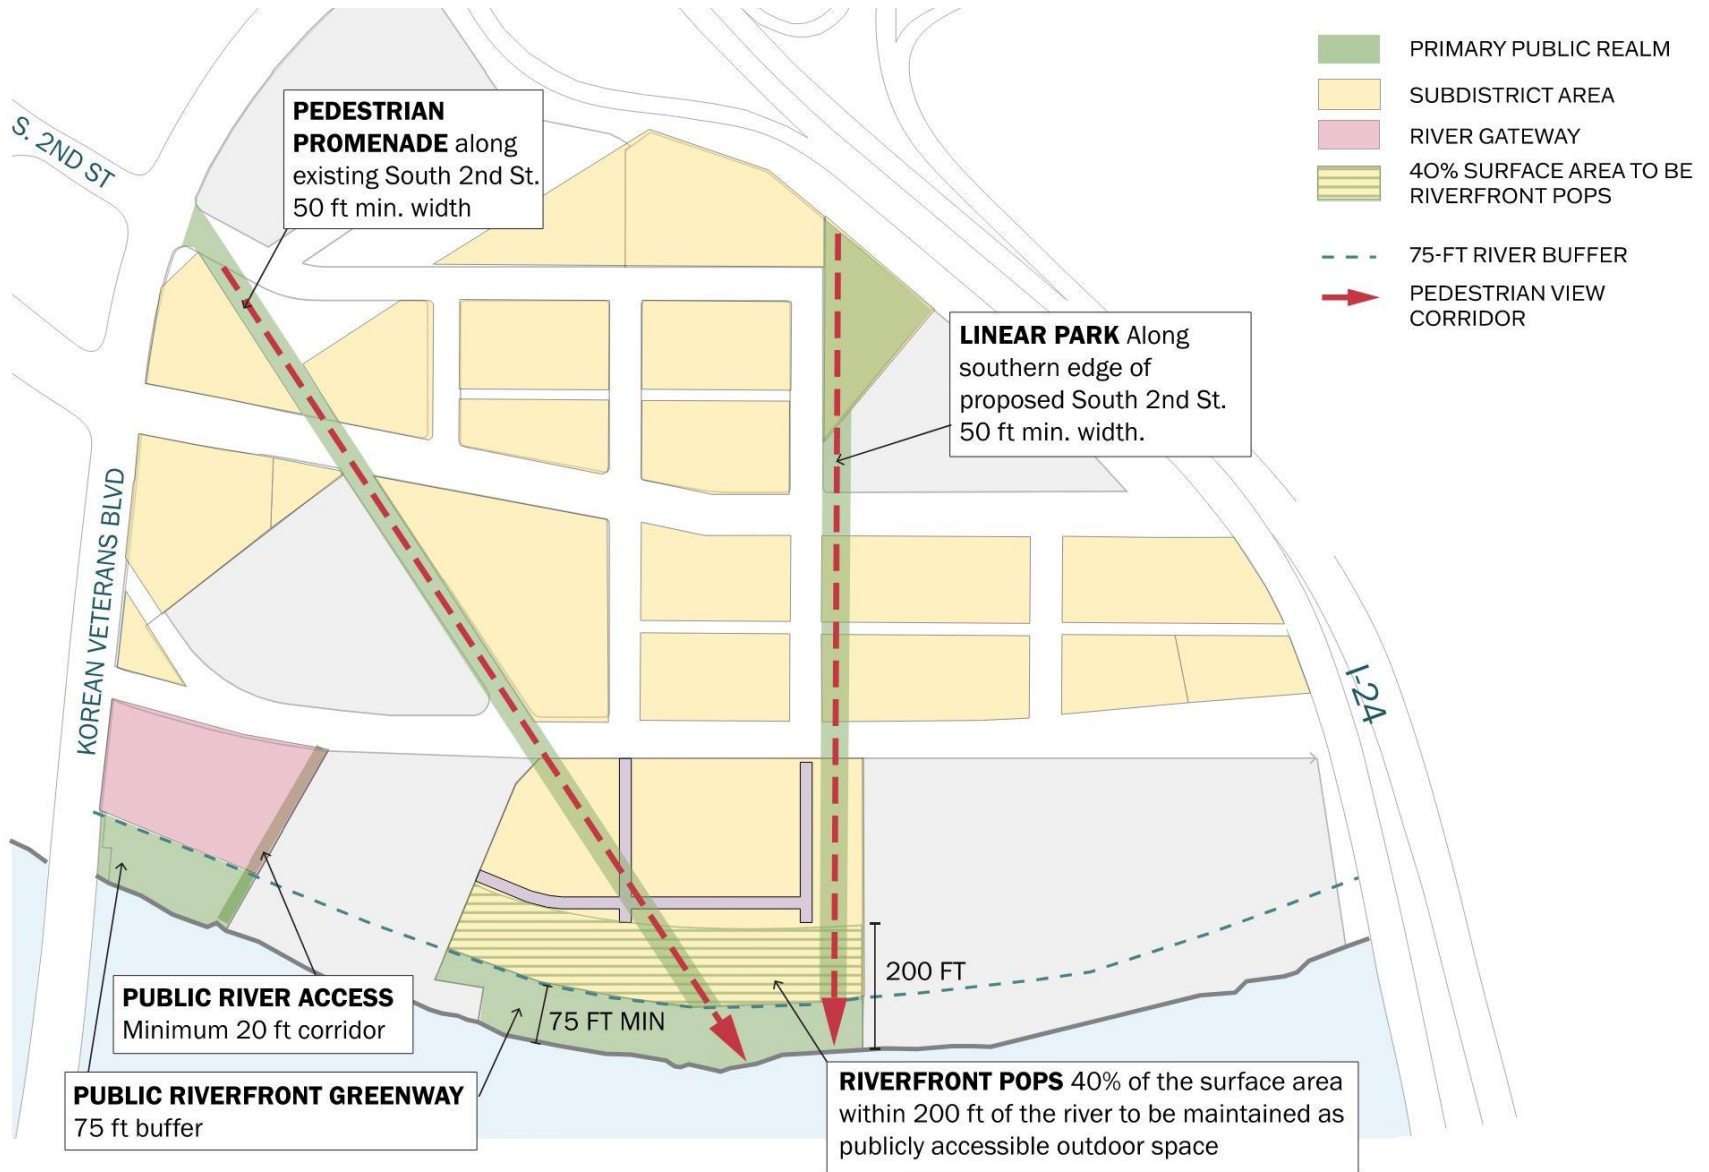 S. 2ND ST
PEDESTRIAN
PROMENADE along
existing South 2nd St.
50 ft min. width
PRIMARY PUBLIC REALM
SUBDISTRICT AREA
RIVER GATEWAY
40% SURFACE AREA TO BE
RIVERFRONT POPS
75-FT RIVER BUFFER
PEDESTRIAN VIEW
CORRIDOR
LINEAR PARK Along
southern edge of
proposed South 2nd St.
50 ft min. width.
KOREAN VETERANS BLVD
I-24
200 FT
75 FT MIN
PUBLIC RIVER ACCESS
Minimum 20 ft corridor
PUBLIC RIVERFRONT GREENWAY
75 ft buffer
RIVERFRONT POPS 40% of the surface area
within 200 ft of the river to be maintained as
publicly accessible outdoor space